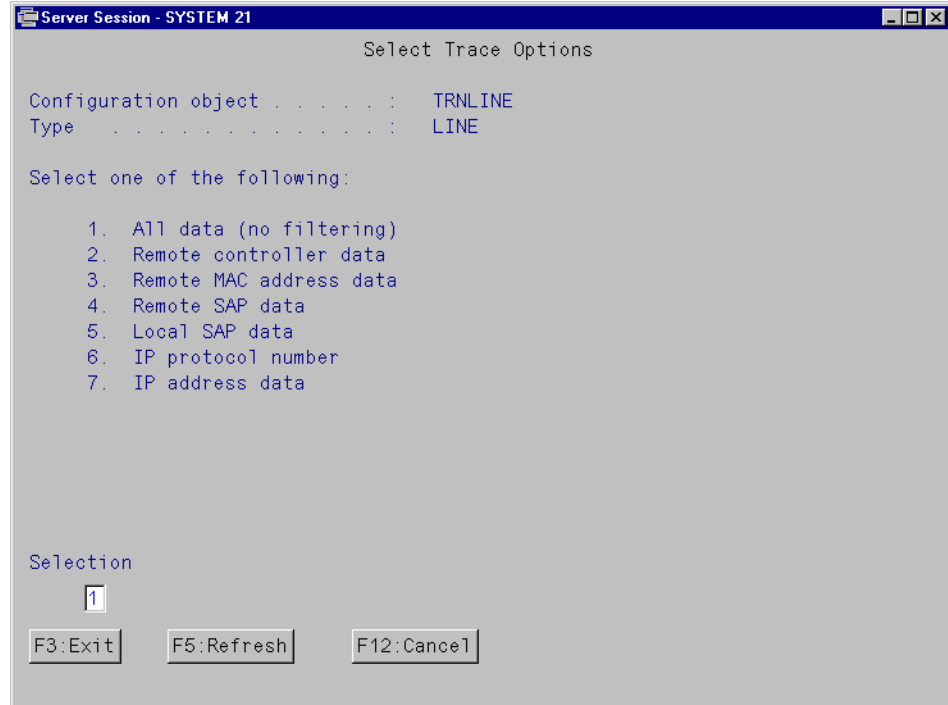 Server Session - SYSTEM 21
Select Trace Options
Configuration object . . . . . : TRNLINE
Type . . . . . . . . . . . . : LINE
Select one of the following:
1. All data (no filtering)
2. Remote controller data
3. Remote MAC address data
4. Remote SAP data
5. Local SAP data
6. IP protocol number
7. IP address data
Selection
1
F3:Exit F5:Refresh F12:Cancel